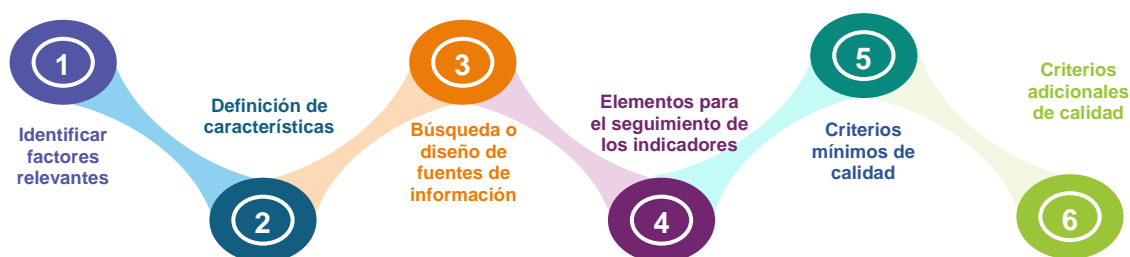 1
Identificar
factores
relevantes
2
Definición de
características
3
Búsqueda o
diseño de
fuentes de
información
4
Elementos para
el seguimiento de
los indicadores
5
Criterios
mínimos de
calidad
6
Criterios
adicionales
de calidad